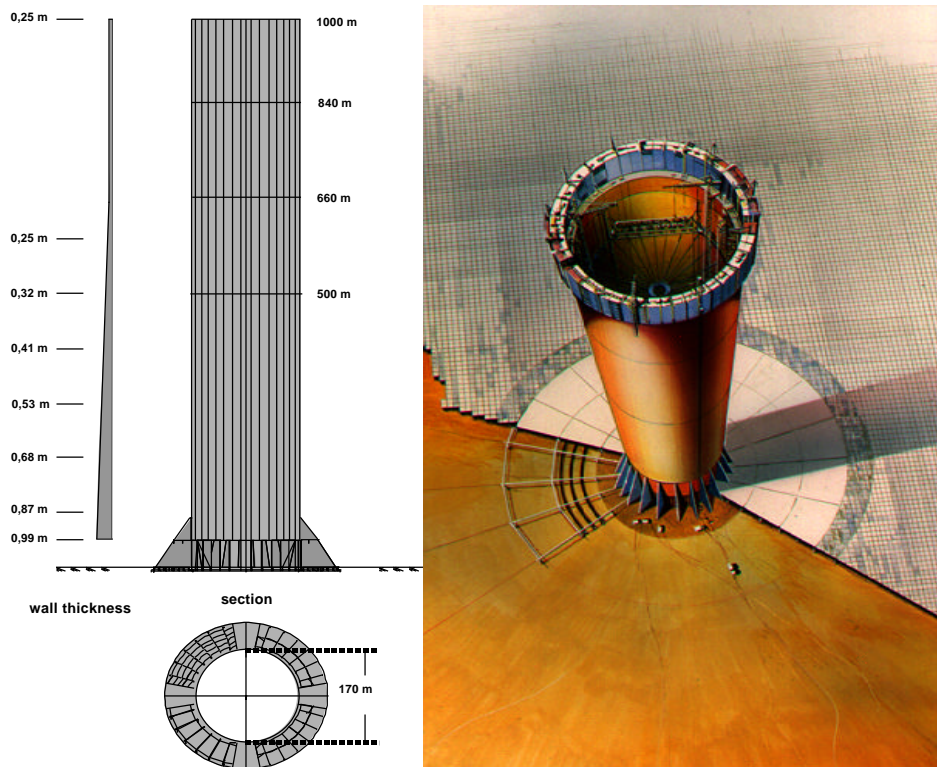 0,25 m
1000 m
840 m
660 m
0,25 m
0,32 m
500 m
0,41 m
0,53 m
0,68 m
0,87 m
0,99 m
wall thickness
section
170 m